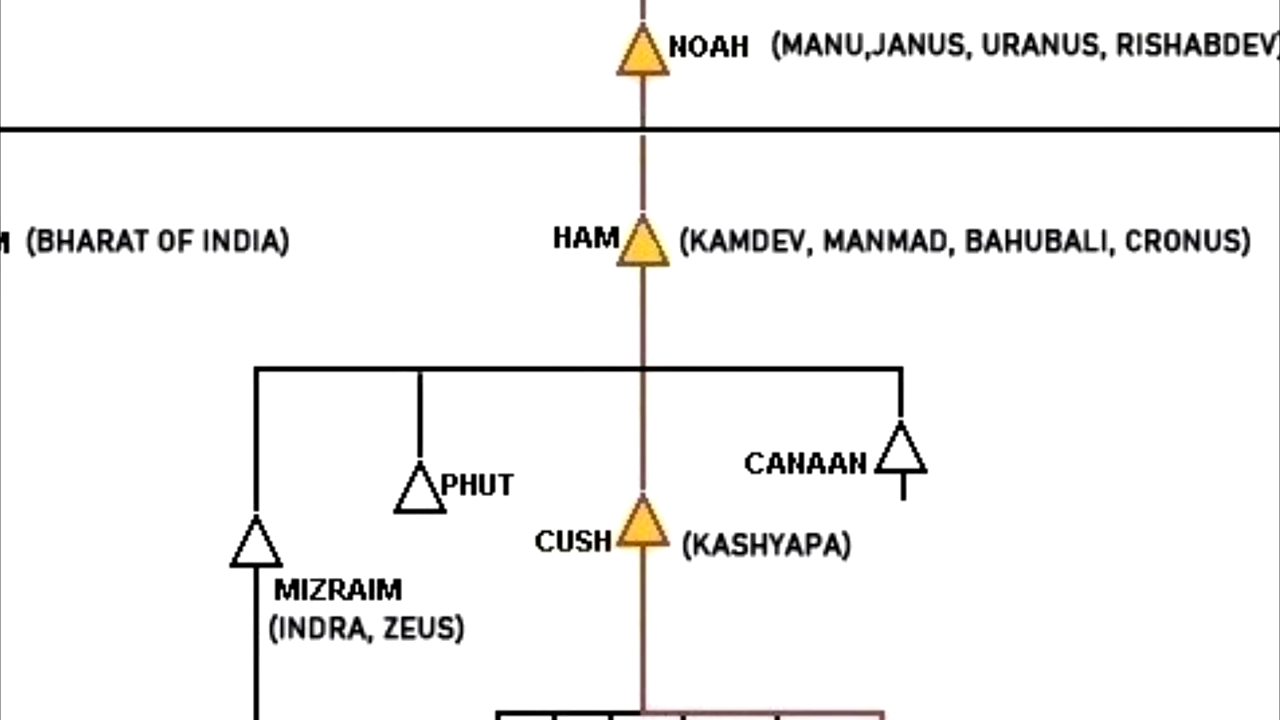 NOAH (MANU,JANUS, URANUS, RISHABDEV)
M (BHARAT OF INDIA)
HAM (KAMDEV, MANMAD, BAHUBALI, CRONUS)
CANAAN
PHUT
CUSH (KASHYAPA)
MIZRAIM
(INDRA, ZEUS)